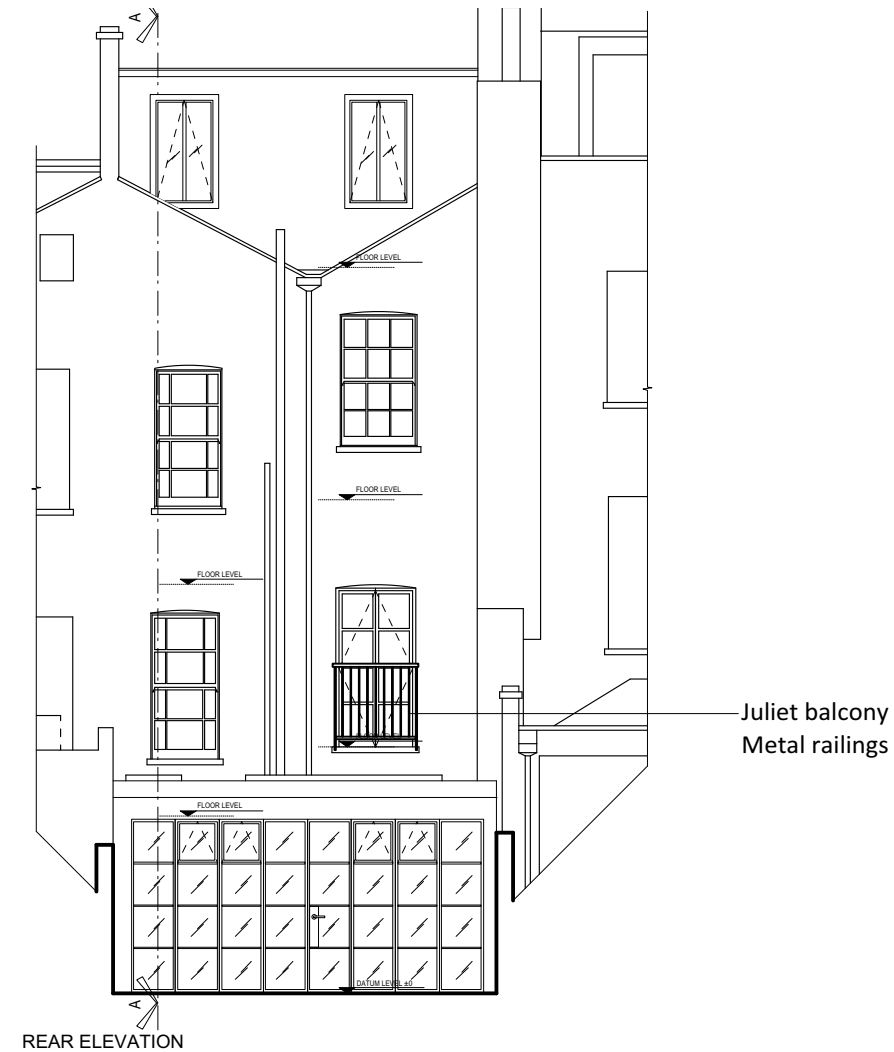 A
FLOOR LEVEL
FLOOR LEVEL
FLOOR LEVEL
Juliet balcony
Metal railings
FLOOR LEVEL
DATUM LEVEL ±0
A
REAR ELEVATION